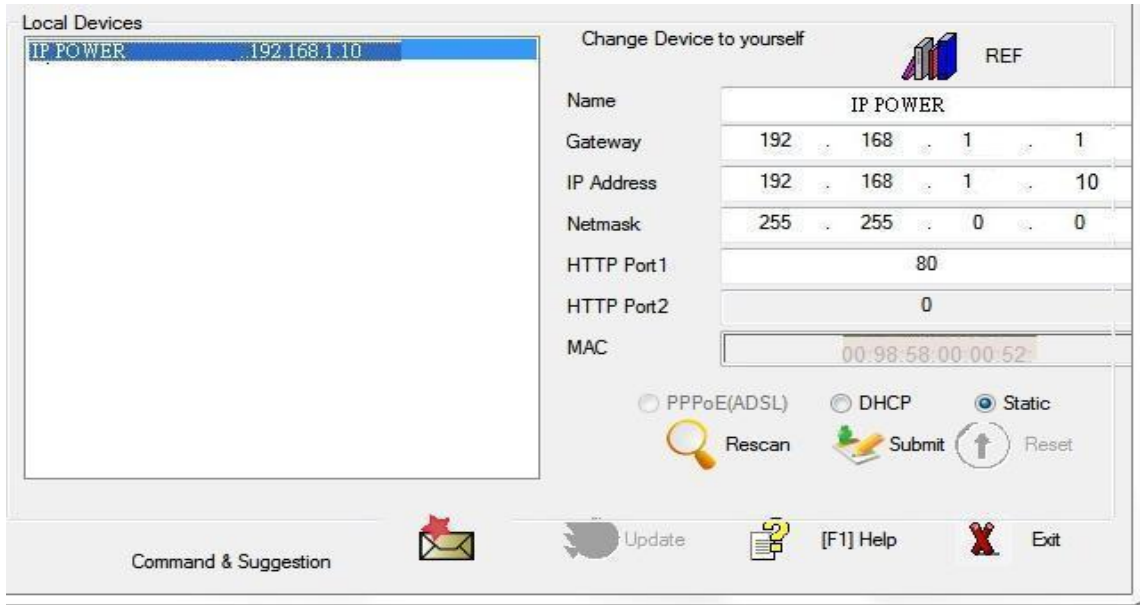 Local Devices
IP POWER 192.168.1.10
Change Device to yourself
REF
Name IP POWER
Gateway 192 . 168 . 1 . 1
IP Address 192 . 168 . 1 . 10
Netmask 255 . 255 . 0 . 0
HTTP Port1 80
HTTP Port2 0
MAC 00:98:58:00:00:52:
PPPoE(ADSL) DHCP Static
Rescan Submit Reset
Command & Suggestion Update [F1] Help Exit